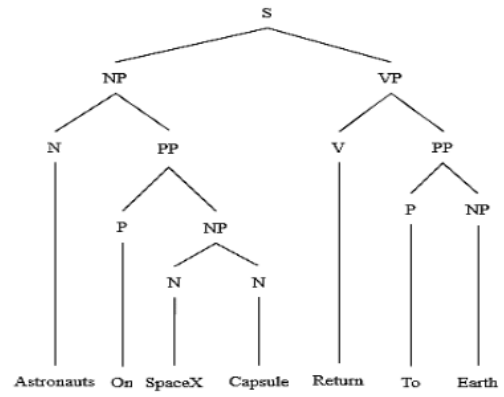 S
NP VP
N PP V PP
P NP P NP
N N
Astronauts On SpaceX Capsule Return To Earth